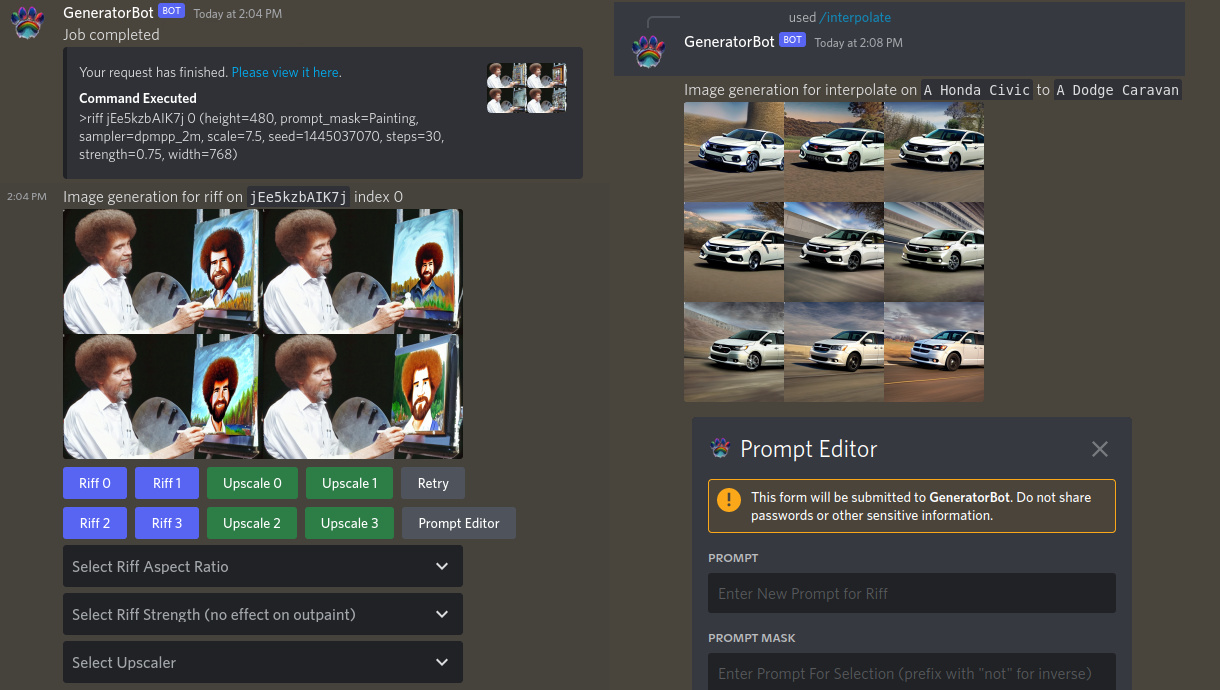 GeneratorBot BOT Today at 2:04 PM
Job completed
Your request has finished. Please view it here.
Command Executed
>riff jEe5kzbAIK7j 0 (height=480, prompt_mask=Painting,
sampler=dpmpp_2m, scale=7.5, seed=1445037070, steps=30,
strength=0.75, width=768)
2:04 PM Image generation for riff on jEe5kzbAIK7j index 0
Riff 0 Riff 1 Upscale 0 Upscale 1 Retry
Riff 2 Riff 3 Upscale 2 Upscale 3 Prompt Editor
Select Riff Aspect Ratio
Select Riff Strength (no effect on outpaint)
Select Upscaler
used /interpolate
GeneratorBot BOT Today at 2:08 PM
Image generation for interpolate on A Honda Civic to A Dodge Caravan
Prompt Editor
This form will be submitted to GeneratorBot. Do not share
passwords or other sensitive information.
PROMPT
Enter New Prompt for Riff
PROMPT MASK
Enter Prompt For Selection (prefix with "not" for inverse)